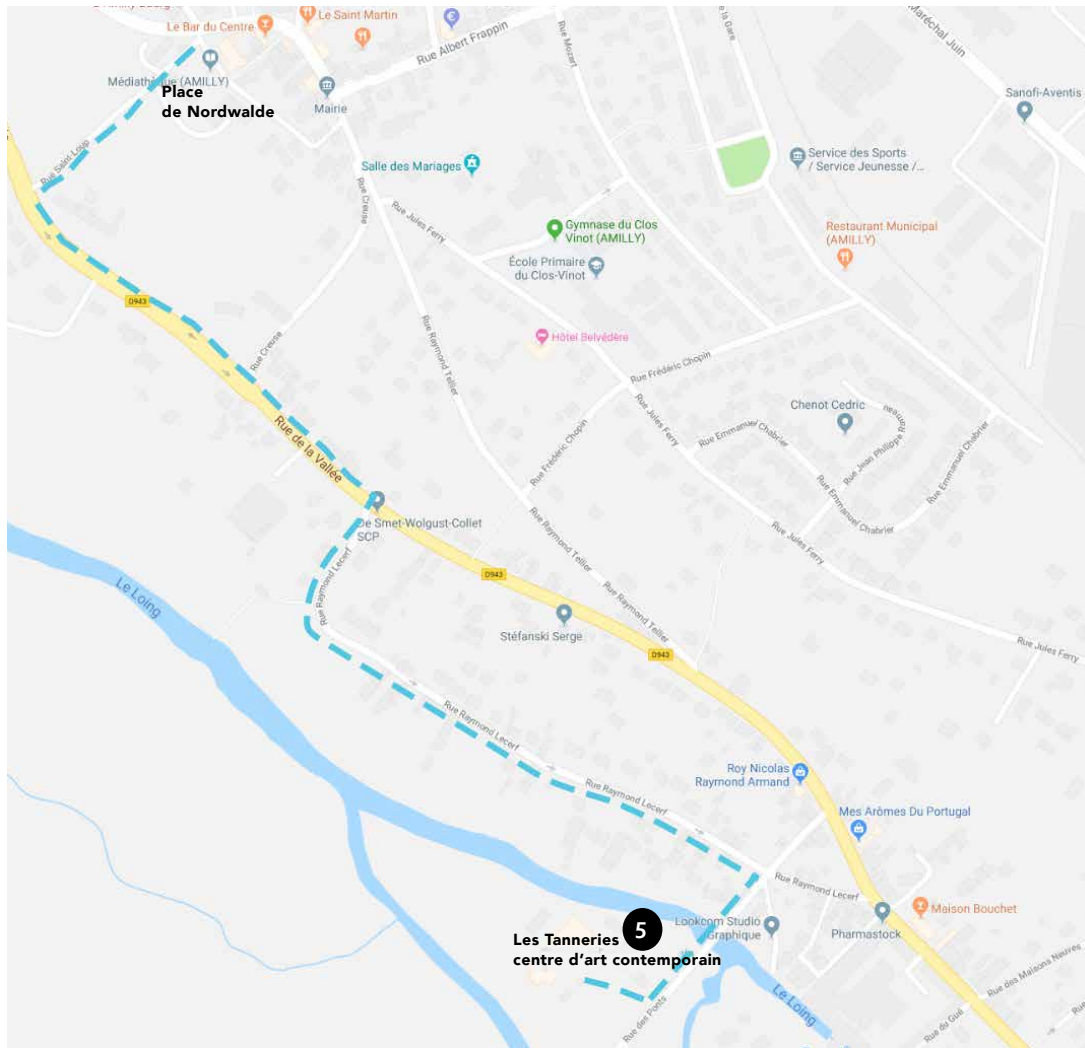 Le Saint Martin
Le Bar du Centre
€
Rue Albert Frappin
Rue Mozart
de la Gare
Maréchal Juin
Médiathèque (AMILLY)
Place
de Nordwalde
Mairie
Sanofi-Aventis
Rue Saint-Loup
Salle des Mariages
Service des Sports
/ Service Jeunesse /...
Rue Creuse
Rue Jules Ferry
Gymnase du Clos
Vinot (AMILLY)
Restaurant Municipal
(AMILLY)
École Primaire
du Clos-Vinot
D943
Rue Creuse
Rue Raymond Tellier
Hôtel Belvédère
Rue Frédéric Chopin
Rue Jules Ferry
Chenot Cedric
Rue Emmanuel Chabrier
Rue Jean Philippe Rameau
Rue Emmanuel Chabrier
Rue de la Vallée
Rue Frédéric Chopin
Rue Emmanuel Chabrier
De Smet-Wolgust-Collet
SCP
Rue Raymond Tellier
Rue Jules Ferry
Le Loing
Rue Raymond Lecerf
D943
Rue Raymond Tellier
Stéfanski Serge
D943
Rue Jules Ferry
Rue Raymond Lecerf
Roy Nicolas
Raymond Armand
Rue Raymond Lecerf
Mes Arômes Du Portugal
Rue Raymond Lecerf
Maison Bouchet
Les Tanneries 5
centre d'art contemporain
Lookcom Studio
Graphique
Pharmastock
Le Loing
Rue des Ponts
Rue des Maisons Neuves
Rue du Gué